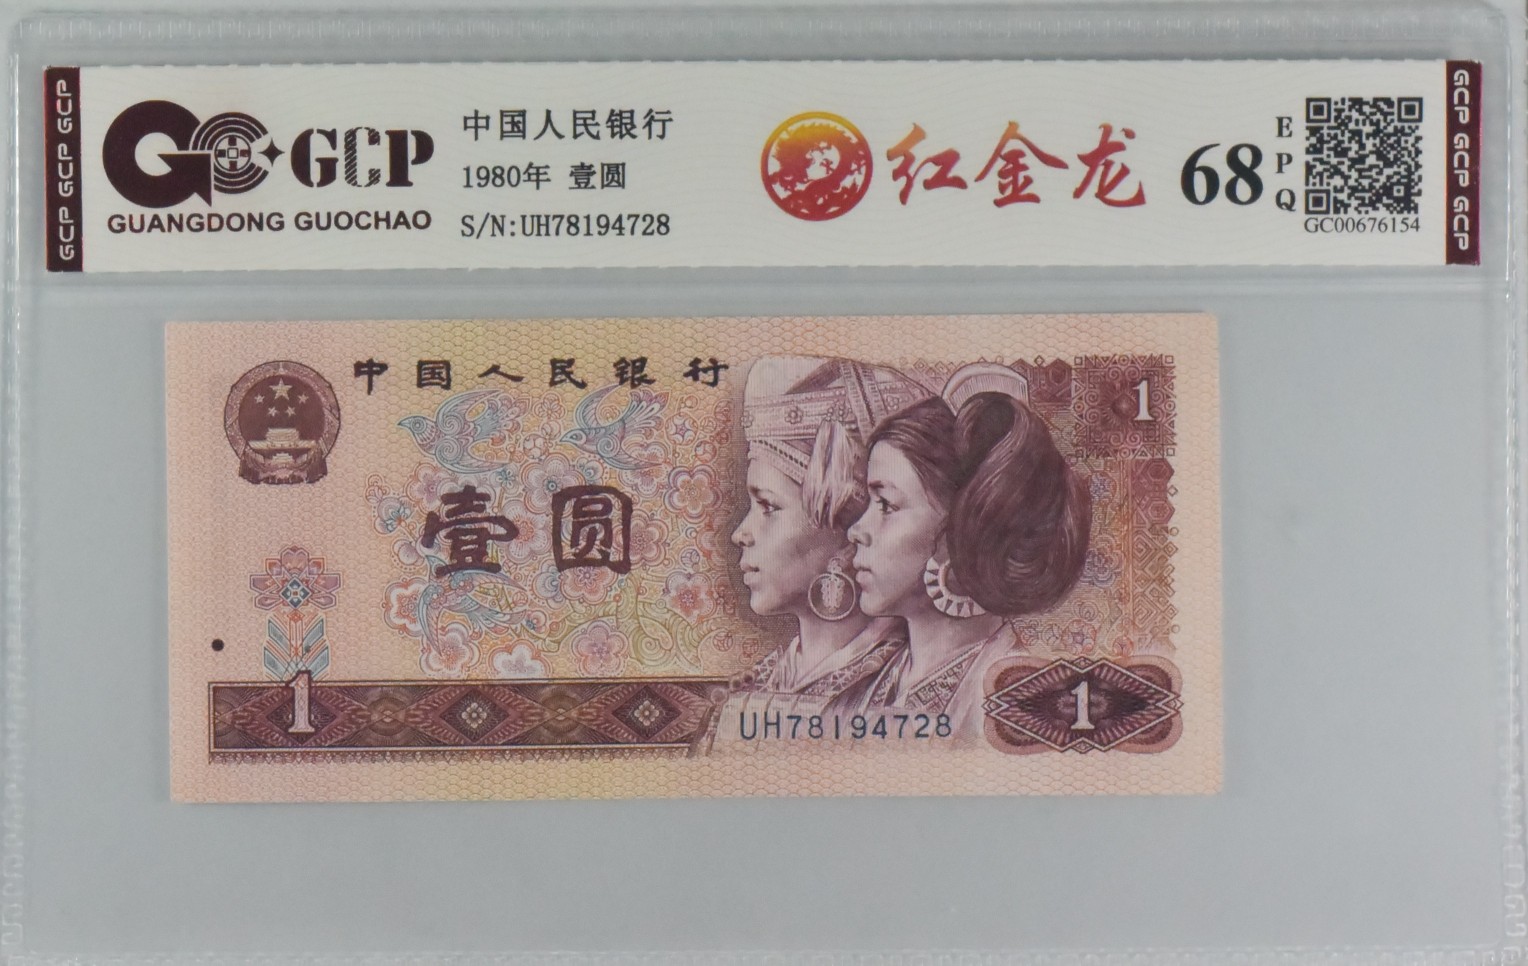 GCP GCP GCP
GCP
GUANGDONG GUOCHAO
中国人民银行
1980年 壹圆
S/N:UH78194728
红金龙
68
EPQ
GC00676154
GCP GCP GCP
中国人民银行
1
壹圆
1
UH78194728
1